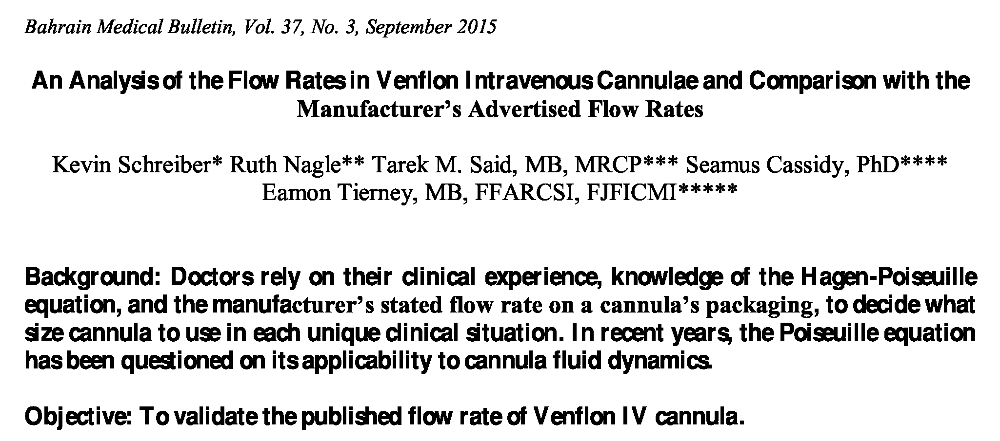 Bahrain Medical Bulletin, Vol. 37, No. 3, September 2015
An Analysis of the Flow Rates in Venflon Intravenous Cannulae and Comparison with the
Manufacturer’s Advertised Flow Rates
Kevin Schreiber* Ruth Nagle** Tarek M. Said, MB, MRCP*** Seamus Cassidy, PhD****
Eamon Tierney, MB, FFARCSI, FJFICMI*****
Background: Doctors rely on their clinical experience, knowledge of the Hagen-Poiseuille
equation, and the manufacturer’s stated flow rate on a cannula’s packaging, to decide what
size cannula to use in each unique clinical situation. In recent years, the Poiseuille equation
has been questioned on its applicability to cannula fluid dynamics.
Objective: To validate the published flow rate of Venflon IV cannula.